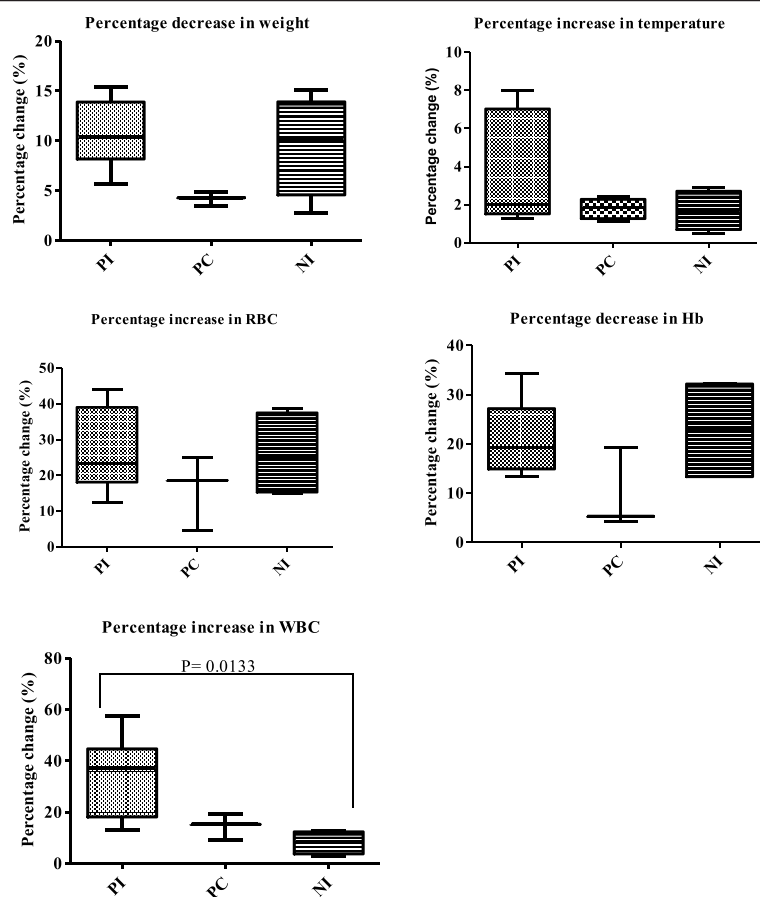 Percentage decrease in weight
Percentage change (%)
20
15
10
5
0
PI
PC
NI
Percentage increase in temperature
Percentage change (%)
10
8
6
4
2
0
PI
PC
NI
Percentage increase in RBC
Percentage change (%)
50
40
30
20
10
0
PI
PC
NI
Percentage decrease in Hb
Percentage change (%)
40
30
20
10
0
PI
PC
NI
Percentage increase in WBC
Percentage change (%)
80
60
40
20
0
P= 0.0133
PI
PC
NI